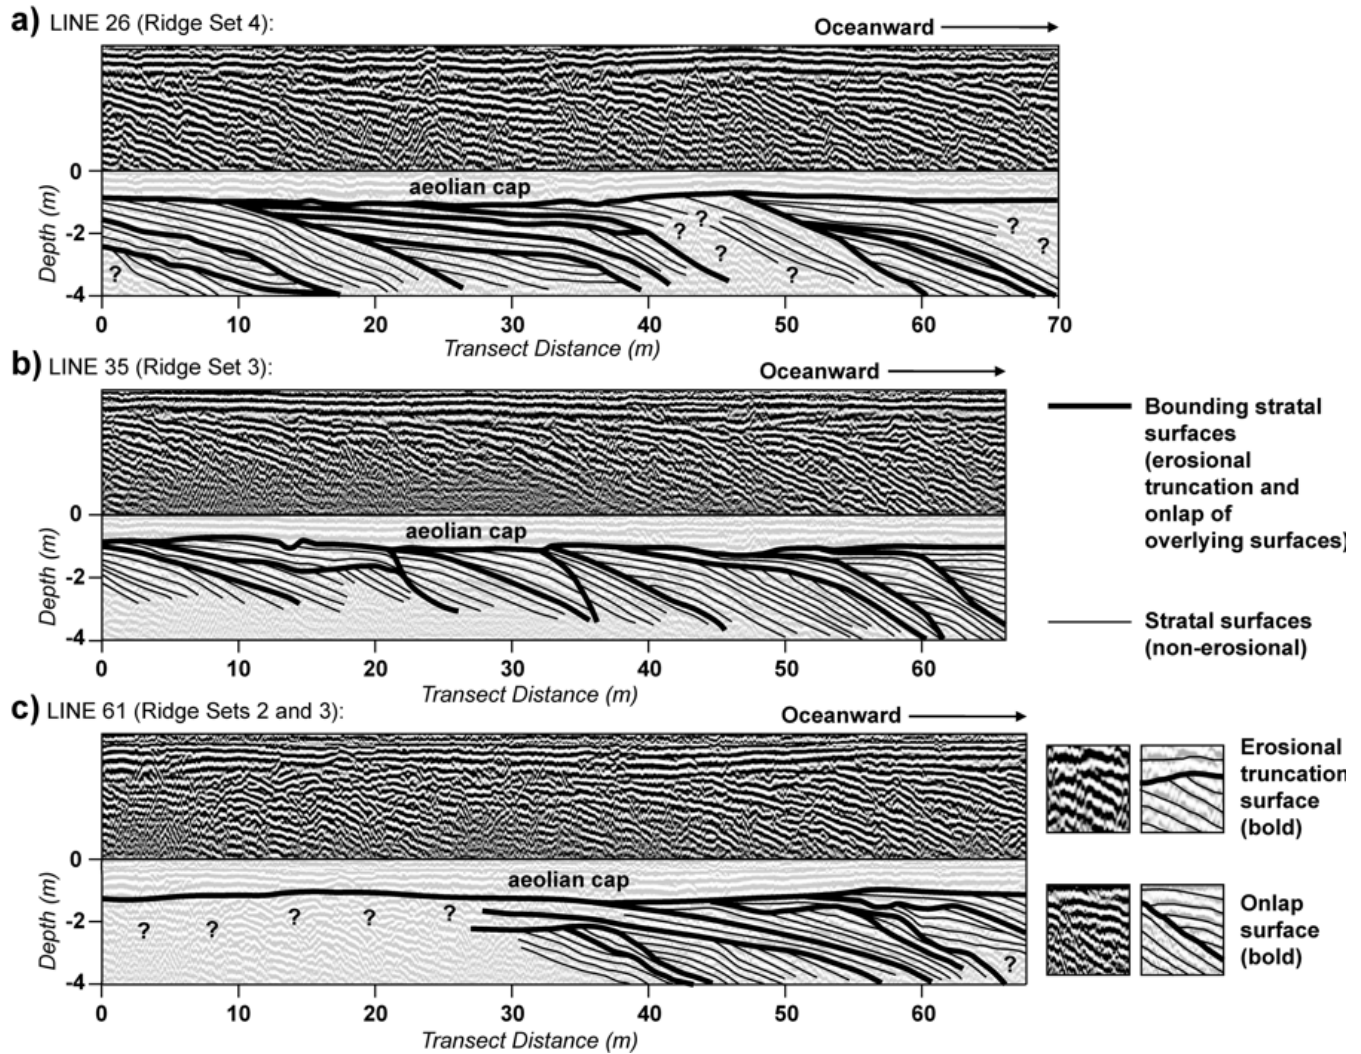 a) LINE 26 (Ridge Set 4):
Oceanward
0
-2
-4
Depth (m)
aeolian cap
?
? ? ? ?
? ?
0 10 20 30 40 50 60 70
Transect Distance (m)
b) LINE 35 (Ridge Set 3):
Oceanward
0
-2
-4
Depth (m)
aeolian cap
0 10 20 30 40 50 60
Transect Distance (m)
Bounding stratal
surfaces
(erosional
truncation and
onlap of
overlying surfaces)
Stratal surfaces
(non-erosional)
c) LINE 61 (Ridge Sets 2 and 3):
Oceanward
0
-2
-4
Depth (m)
aeolian cap
? ? ? ? ?
?
0 10 20 30 40 50 60
Transect Distance (m)
Erosional
truncation
surface
(bold)
Onlap
surface
(bold)